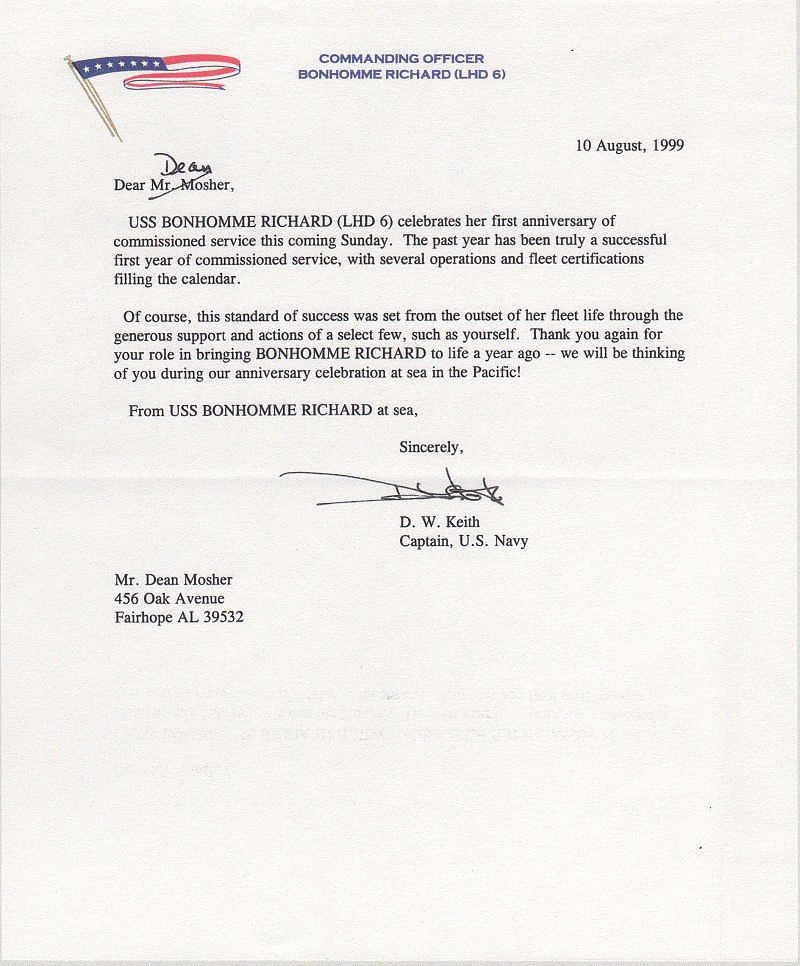 COMMANDING OFFICER
BONHOMME RICHARD (LHD 6)
10 August, 1999
Dean
Dear Mr. Mosher,
USS BONHOMME RICHARD (LHD 6) celebrates her first anniversary of
commissioned service this coming Sunday. The past year has been truly a successful
first year of commissioned service, with several operations and fleet certifications
filling the calendar.
Of course, this standard of success was set from the outset of her fleet life through the
generous support and actions of a select few, such as yourself. Thank you again for
your role in bringing BONHOMME RICHARD to life a year ago -- we will be thinking
of you during our anniversary celebration at sea in the Pacific!
From USS BONHOMME RICHARD at sea,
Sincerely,
D. W. Keith
Captain, U.S. Navy
Mr. Dean Mosher
456 Oak Avenue
Fairhope AL 39532